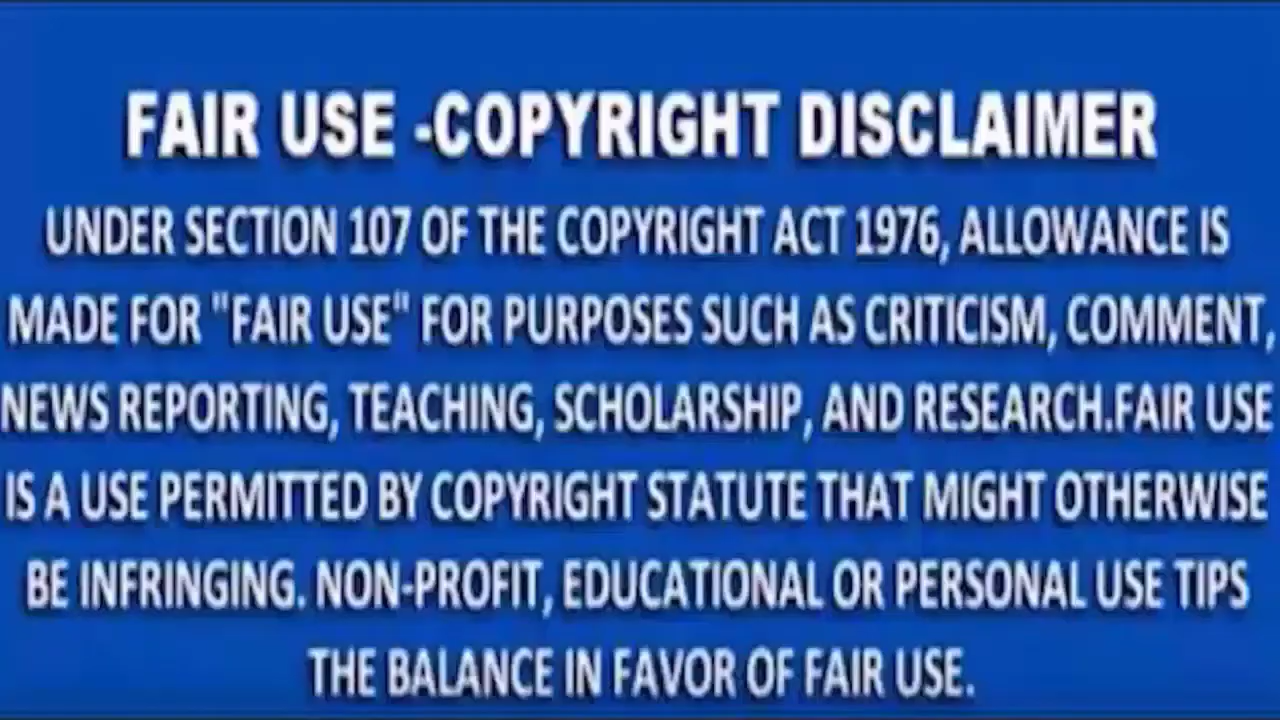 FAIR USE -COPYRIGHT DISCLAIMER
UNDER SECTION 107 OF THE COPYRIGHT ACT 1976, ALLOWANCE IS
MADE FOR "FAIR USE" FOR PURPOSES SUCH AS CRITICISM, COMMENT,
NEWS REPORTING, TEACHING, SCHOLARSHIP, AND RESEARCH.FAIR USE
IS A USE PERMITTED BY COPYRIGHT STATUTE THAT MIGHT OTHERWISE
BE INFRINGING. NON-PROFIT, EDUCATIONAL OR PERSONAL USE TIPS
THE BALANCE IN FAVOR OF FAIR USE.